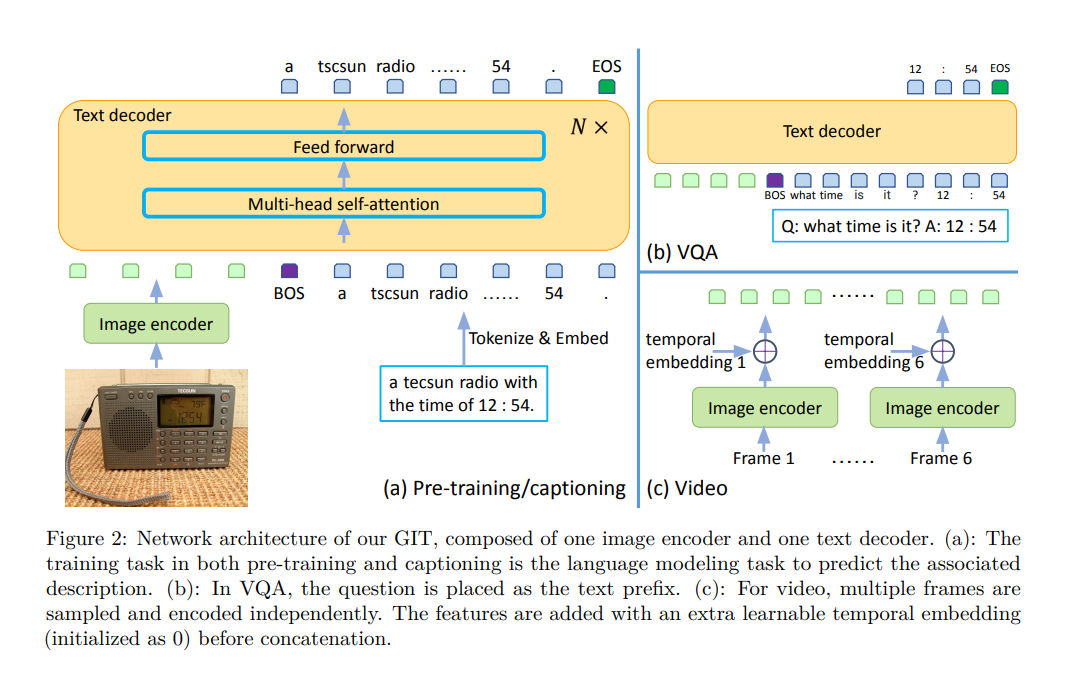 a tscsun radio ...... 54 . EOS
Text decoder
N ×
Feed forward
Multi-head self-attention
BOS a tscsun radio ...... 54 .
Image encoder
Tokenize & Embed
a tecsun radio with
the time of 12 : 54.
TECSUN
12:54
(a) Pre-training/captioning
12 : 54 EOS
Text decoder
BOS what time is it ? 12 : 54
Q: what time is it? A: 12 : 54
(b) VQA
......
temporal
embedding 1
temporal
embedding 6
Image encoder
Image encoder
Frame 1 ...... Frame 6
(c) Video
Figure 2: Network architecture of our GIT, composed of one image encoder and one text decoder. (a): The
training task in both pre-training and captioning is the language modeling task to predict the associated
description. (b): In VQA, the question is placed as the text prefix. (c): For video, multiple frames are
sampled and encoded independently. The features are added with an extra learnable temporal embedding
(initialized as 0) before concatenation.